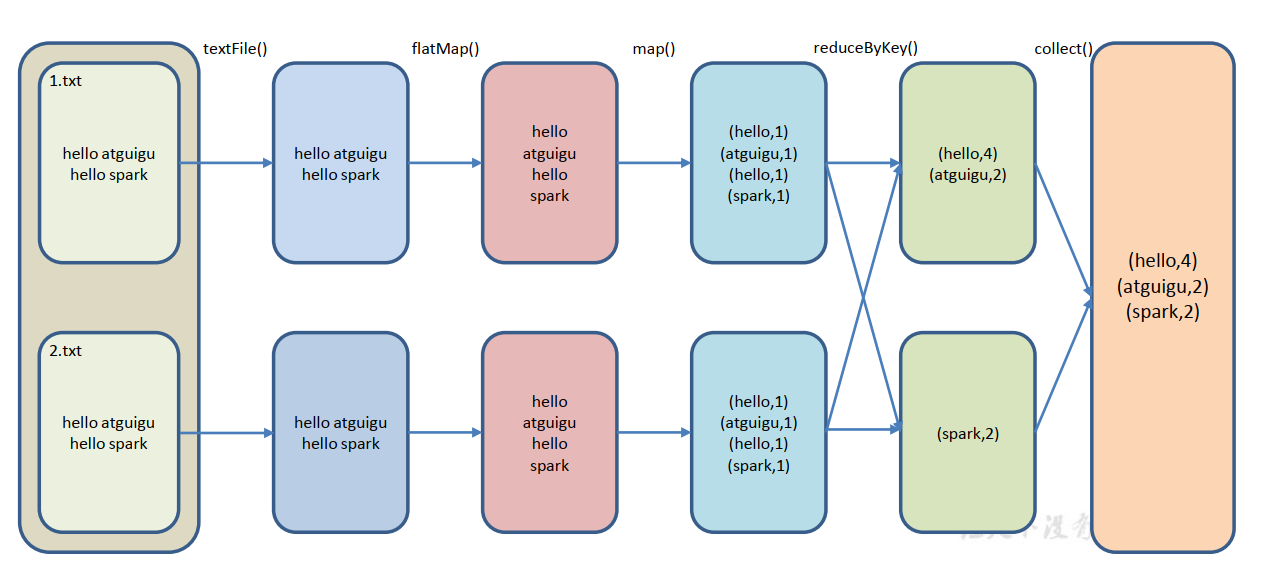 textFile()
flatMap()
map()
reduceByKey()
collect()
1.txt
hello atguigu
hello spark
hello atguigu
hello spark
hello
atguigu
hello
spark
(hello,1)
(atguigu,1)
(hello,1)
(spark,1)
(hello,4)
(atguigu,2)
(hello,4)
(atguigu,2)
(spark,2)
2.txt
hello atguigu
hello spark
hello atguigu
hello spark
hello
atguigu
hello
spark
(hello,1)
(atguigu,1)
(hello,1)
(spark,1)
(spark,2)